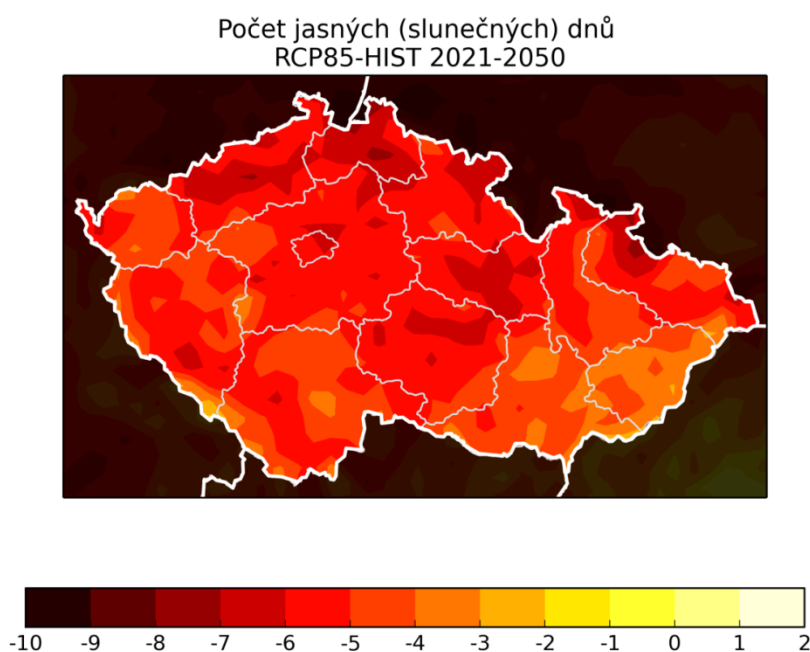 Počet jasných (slunečných) dnů
RCP85-HIST 2021-2050
-10 -9 -8 -7 -6 -5 -4 -3 -2 -1 0 1 2